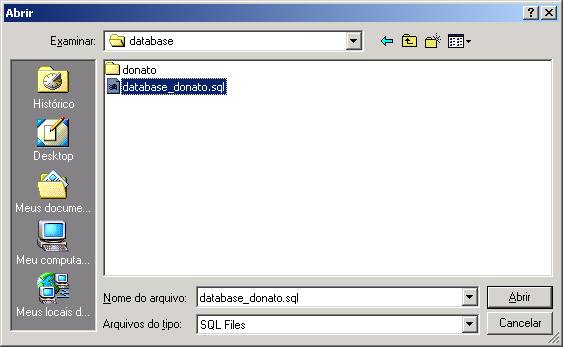 Abrir
Examinar: database
Histórico
Desktop
Meus docume...
Meu computa...
Meus locais d...
donato
database_donato.sql
Nome do arquivo: database_donato.sql Abrir
Arquivos do tipo: SQL Files Cancelar